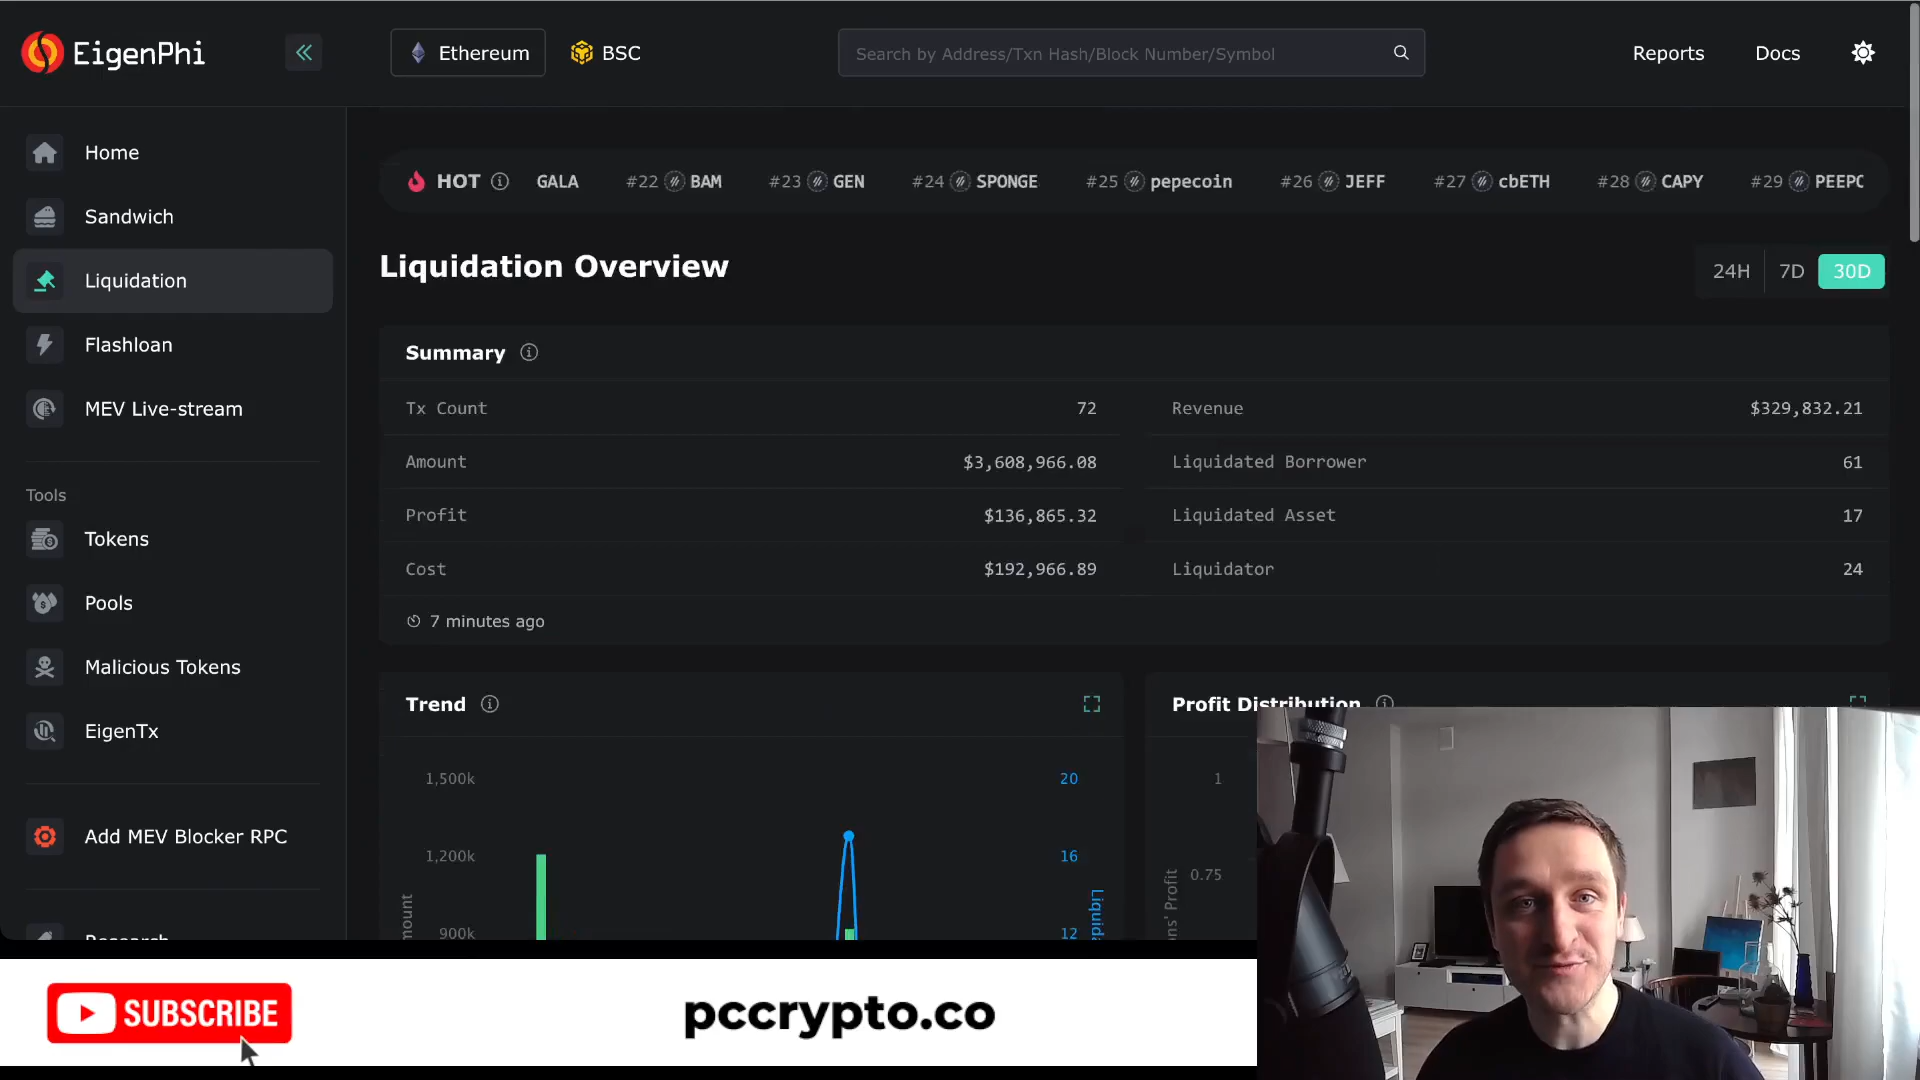 EigenPhi
Ethereum
BSC
Search by Address/Txn Hash/Block Number/Symbol
Reports
Docs
Home
Sandwich
Liquidation
Flashloan
MEV Live-stream
Tools
Tokens
Pools
Malicious Tokens
EigenTx
Add MEV Blocker RPC
Research
HOT GALA #22 BAM #23 GEN #24 SPONGE #25 pepecoin #26 JEFF #27 cbETH #28 CAPY #29 PEEPC
Liquidation Overview
24H 7D 30D
Summary
Tx Count 72
Revenue $329,832.21
Amount $3,608,966.08
Liquidated Borrower 61
Profit $136,865.32
Liquidated Asset 17
Cost $192,966.89
Liquidator 24
7 minutes ago
Trend
1,500k 20
1,200k 16
900k 12
Profit Distribution
1
0.75
SUBSCRIBE
pccrypto.co